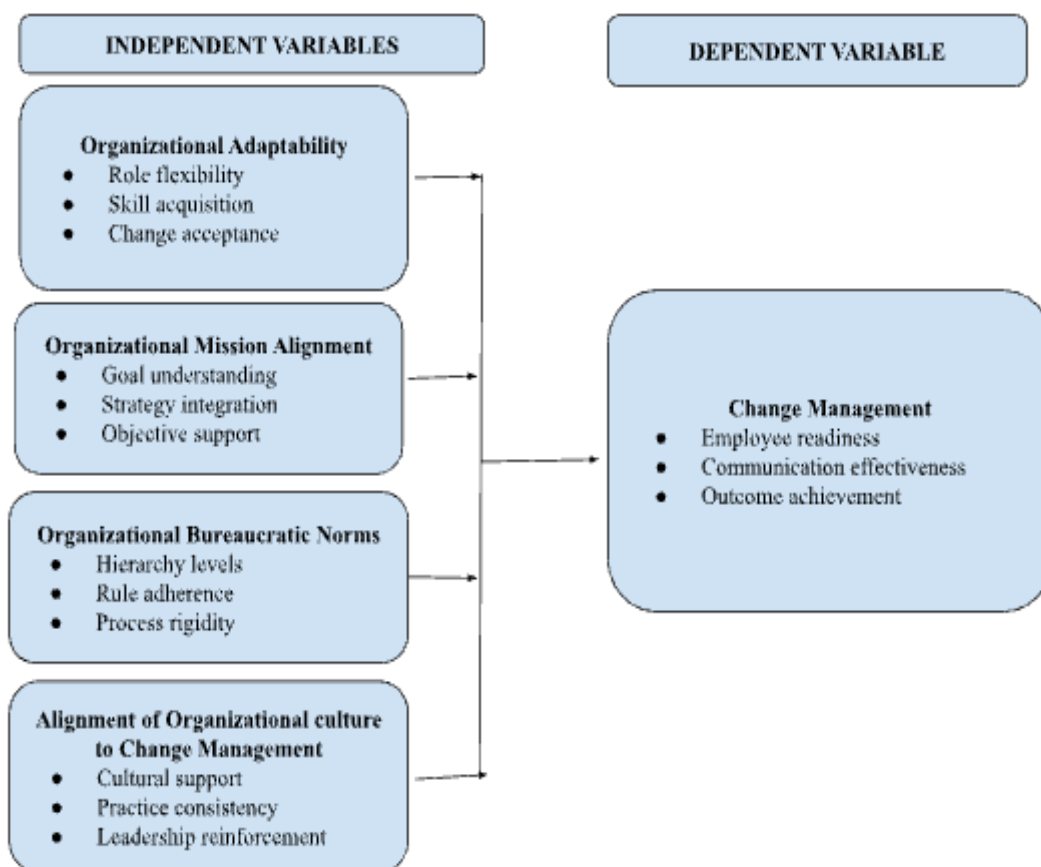 INDEPENDENT VARIABLES
DEPENDENT VARIABLE
Organizational Adaptability
● Role flexibility
● Skill acquisition
● Change acceptance
Organizational Mission Alignment
● Goal understanding
● Strategy integration
● Objective support
Organizational Bureaucratic Norms
● Hierarchy levels
● Rule adherence
● Process rigidity
Alignment of Organizational culture
to Change Management
● Cultural support
● Practice consistency
● Leadership reinforcement
Change Management
● Employee readiness
● Communication effectiveness
● Outcome achievement